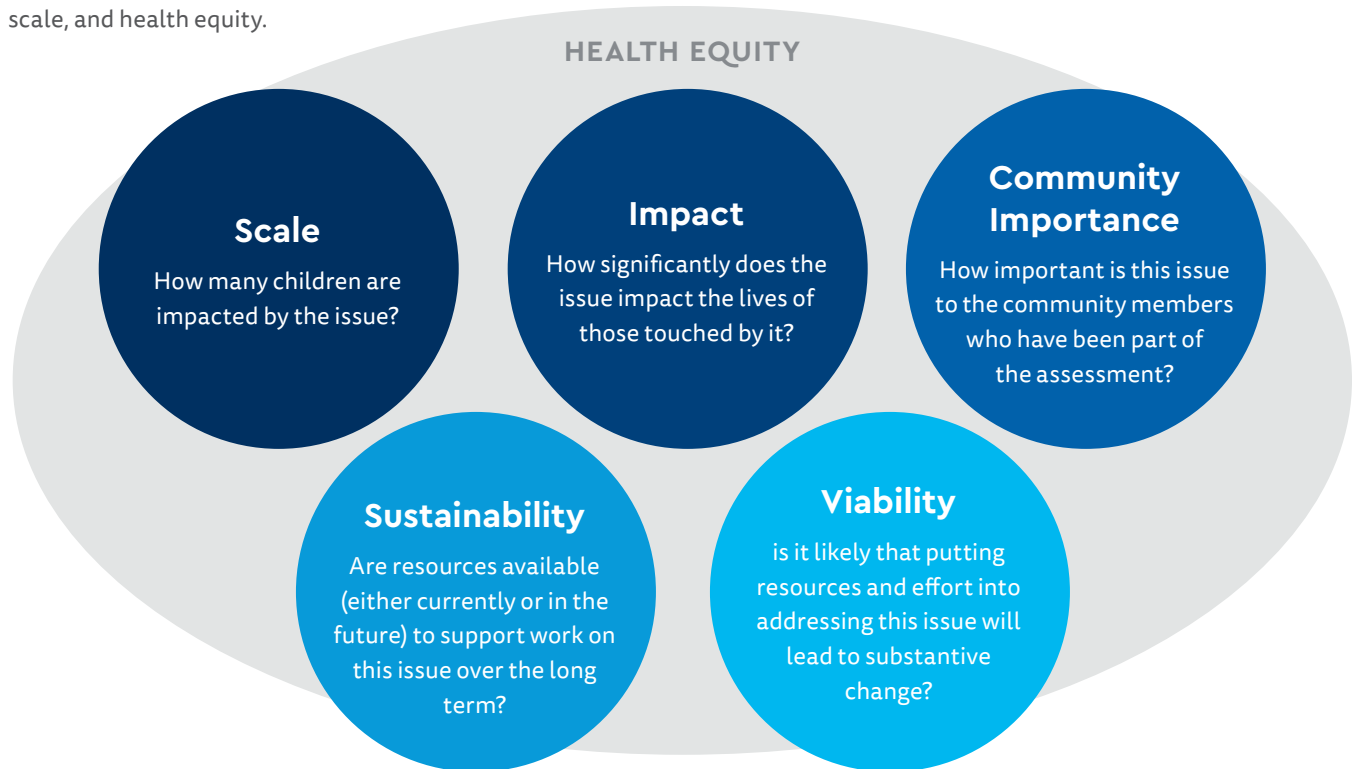 scale, and health equity.
HEALTH EQUITY
Scale
How many children are
impacted by the issue?
Impact
How significantly does the
issue impact the lives of
those touched by it?
Community
Importance
How important is this issue
to the community members
who have been part of
the assessment?
Sustainability
Are resources available
(either currently or in the
future) to support work on
this issue over the long
term?
Viability
is it likely that putting
resources and effort into
addressing this issue will
lead to substantive
change?